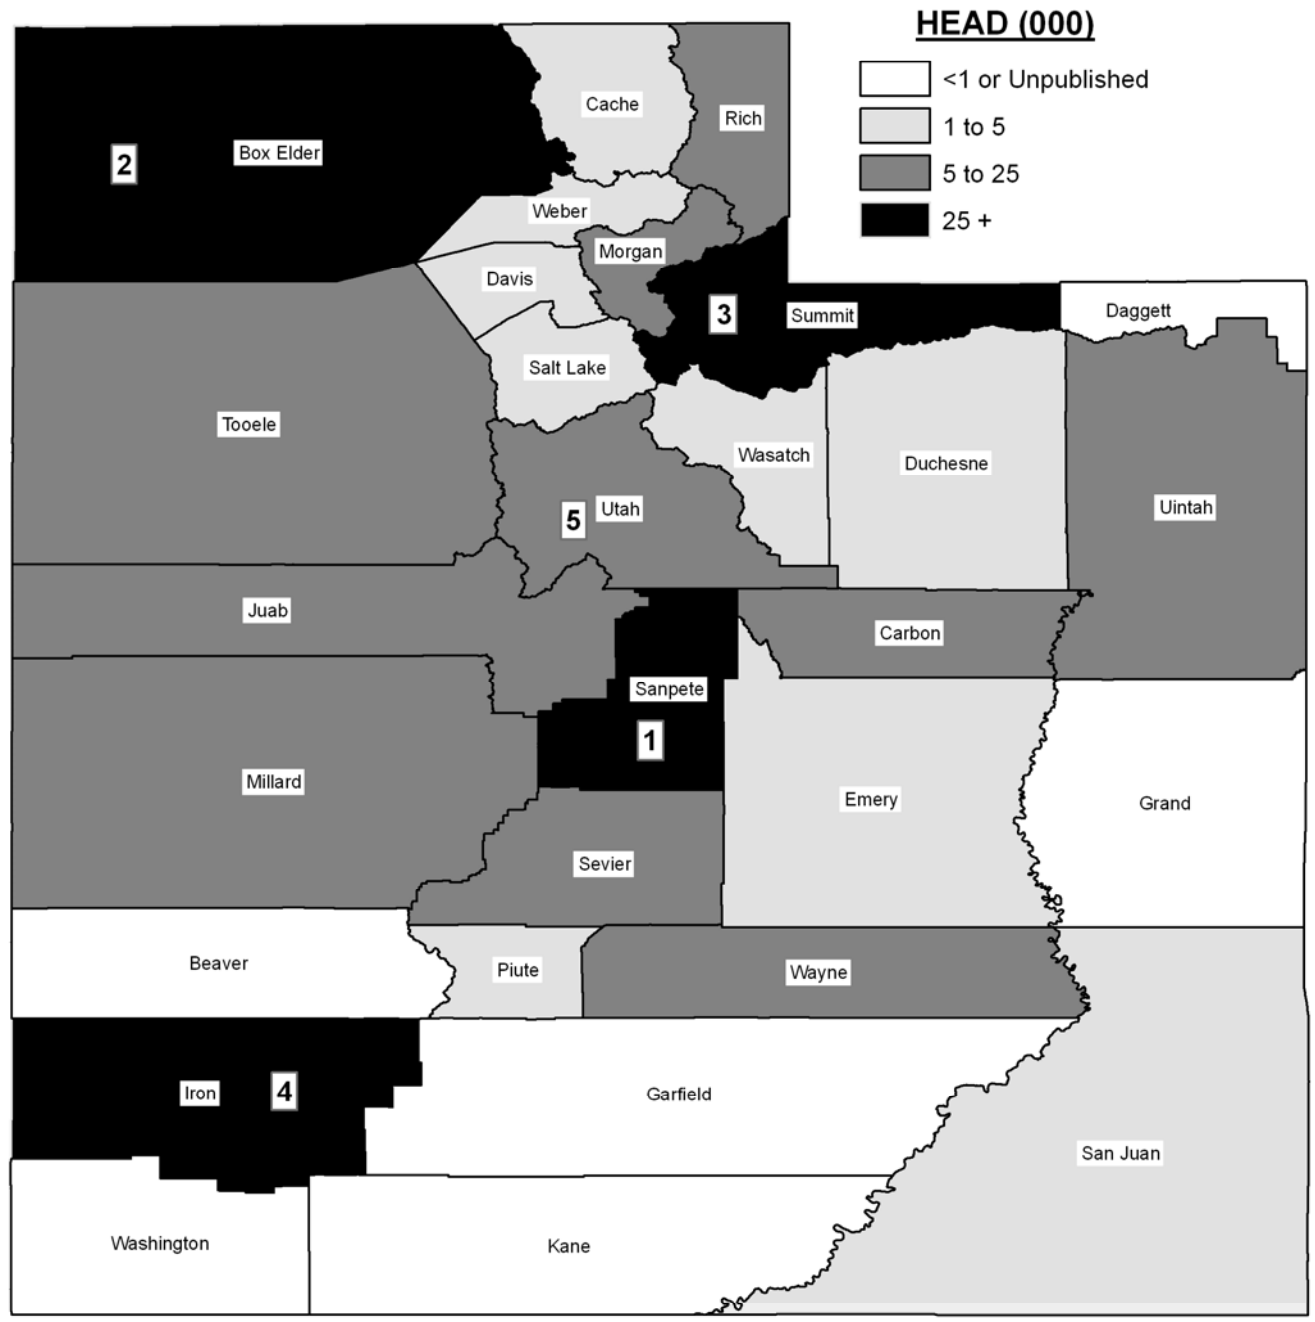 HEAD (000)
<1 or Unpublished
1 to 5
5 to 25
25 +
Cache
Rich
2
Box Elder
Weber
Morgan
Davis
3
Summit
Daggett
Salt Lake
Tooele
Wasatch
Duchesne
5
Utah
Uintah
Juab
Carbon
Sanpete
1
Millard
Emery
Grand
Sevier
Beaver
Piute
Wayne
Iron
4
Garfield
San Juan
Washington
Kane